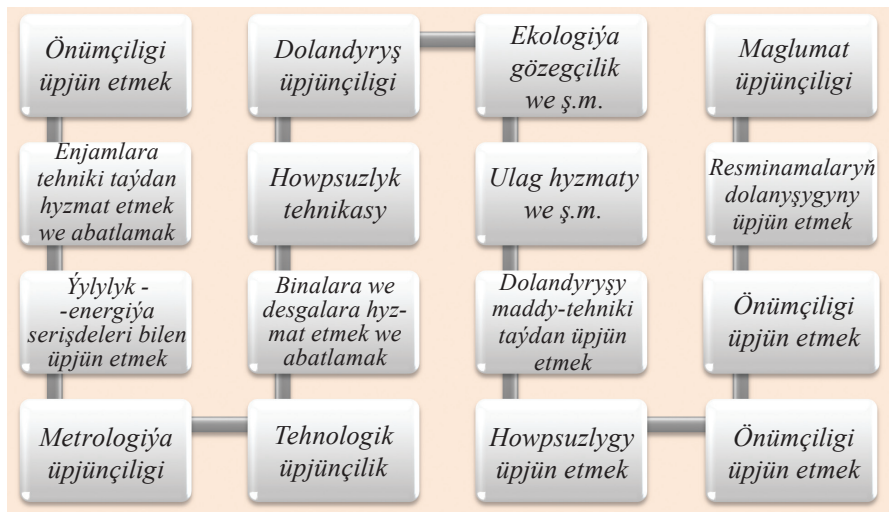 Önümçiligi
üpjün etmek
Enjamlara
tehniki taýdan
hyzmat etmek
we abatlamak
Ýylylyk -
-energiýa
serişdeleri bilen
üpjün etmek
Metrologiýa
üpjünçiligi
Tehnologik
üpjünçilik
Binalara we
desgalara hyz-
mat etmek we
abatlamak
Howpsuzlyk
tehnikasy
Dolandyryş
üpjünçiligi
Ekologiýa
gözegçilik
we ş.m.
Ulag hyzmaty
we ş.m.
Dolandyryşy
maddy-tehniki
taýdan üpjün
etmek
Howpsuzlygy
üpjün etmek
Önümçiligi
üpjün etmek
Önümçiligi
üpjün etmek
Resminamalaryň
dolanyşygyny
üpjün etmek
Maglumat
üpjünçiligi